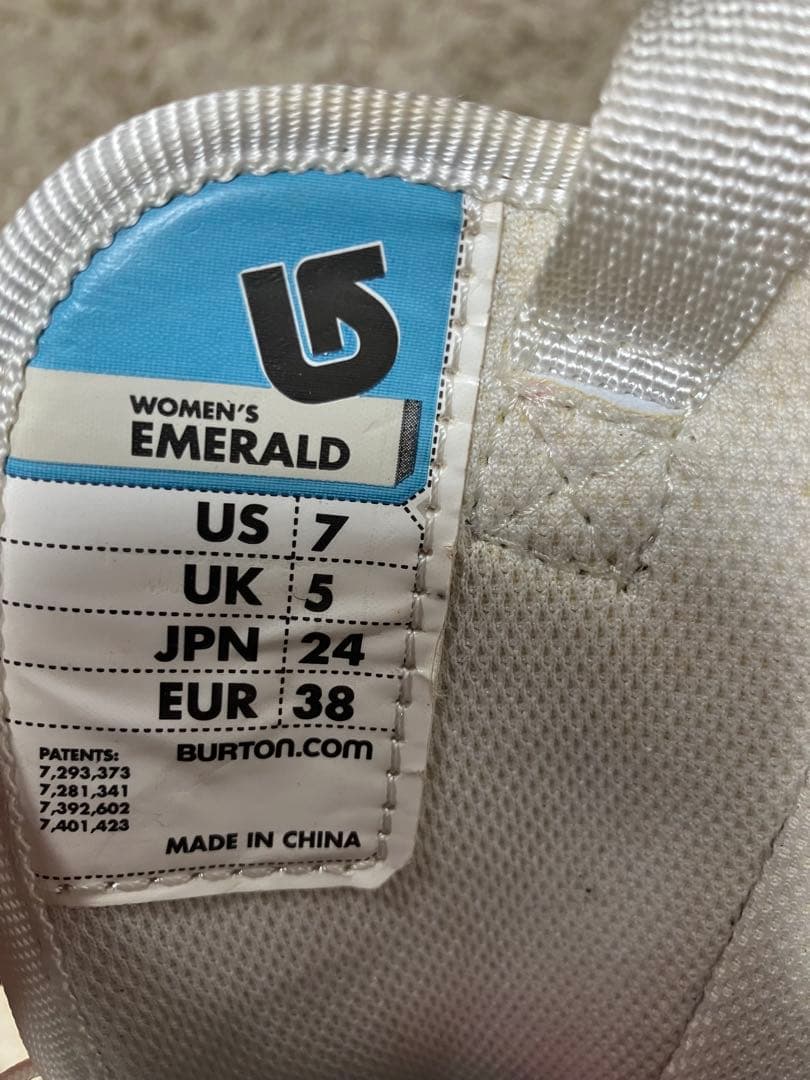 WOMEN'S
EMERALD
US 7
UK 5
JPN 24
EUR 38
PATENTS:
7,293,373
7,281,341
7,392,602
7,401,423
BURTON.COM
MADE IN CHINA